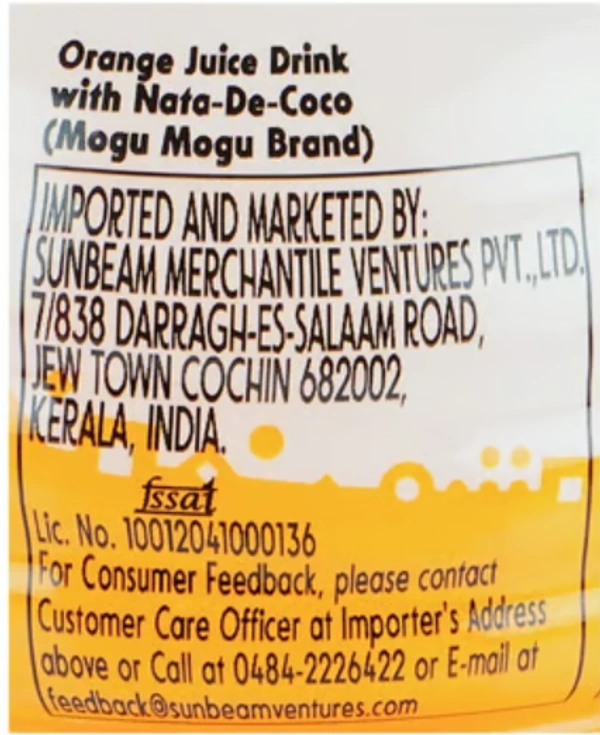 Orange Juice Drink
with Nata-De-Coco
(Mogu Mogu Brand)
IMPORTED AND MARKETED BY:
SUNBEAM MERCHANTILE VENTURES PVT.,LTD.
7/838 DARRAGH-ES-SALAAM ROAD,
JEW TOWN COCHIN 682002,
KERALA, INDIA.
fssat
Lic. No. 10012041000136
For Consumer Feedback, please contact
Customer Care Officer at Importer's Address
above or Call at 0484-2226422 or E-mail at
feedback@sunbeamventures.com